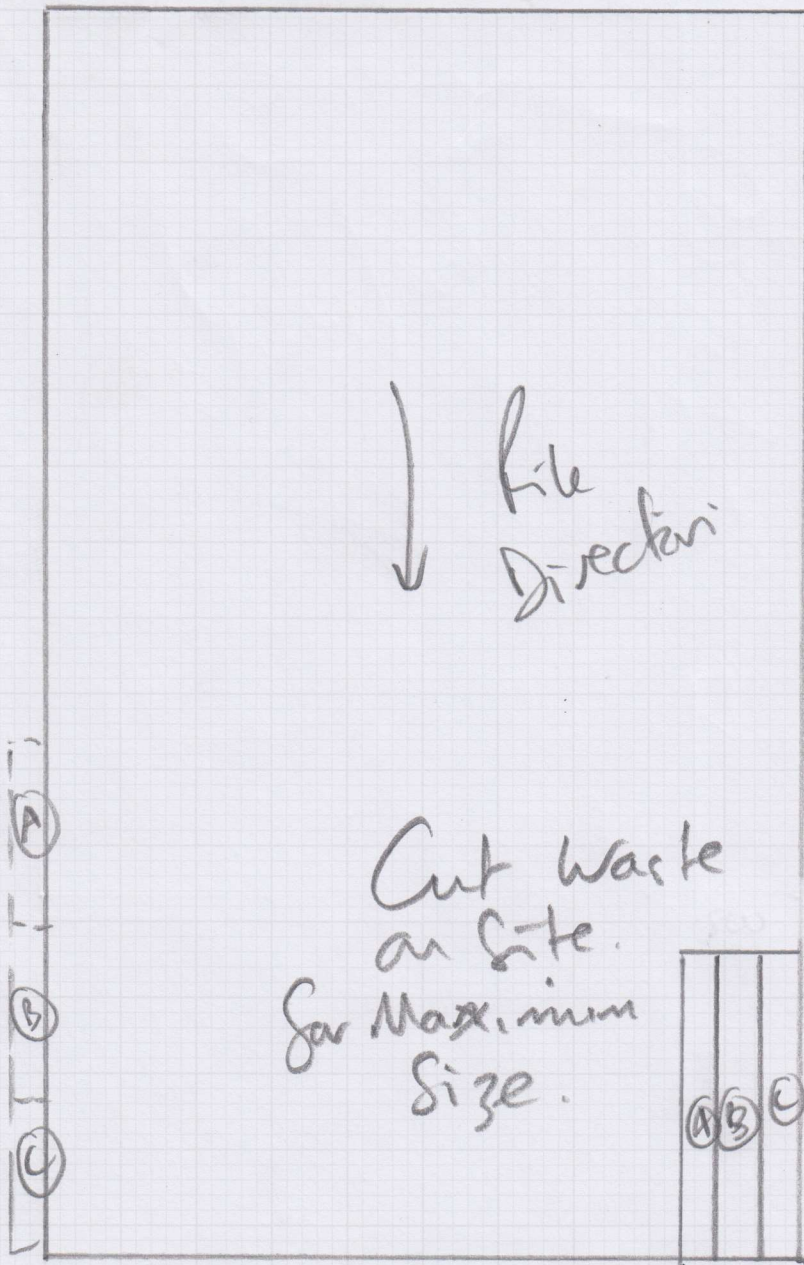 Pile
Direction
A
Cut Waste
on Site.
B
for Maximum
Size.
A B C
C